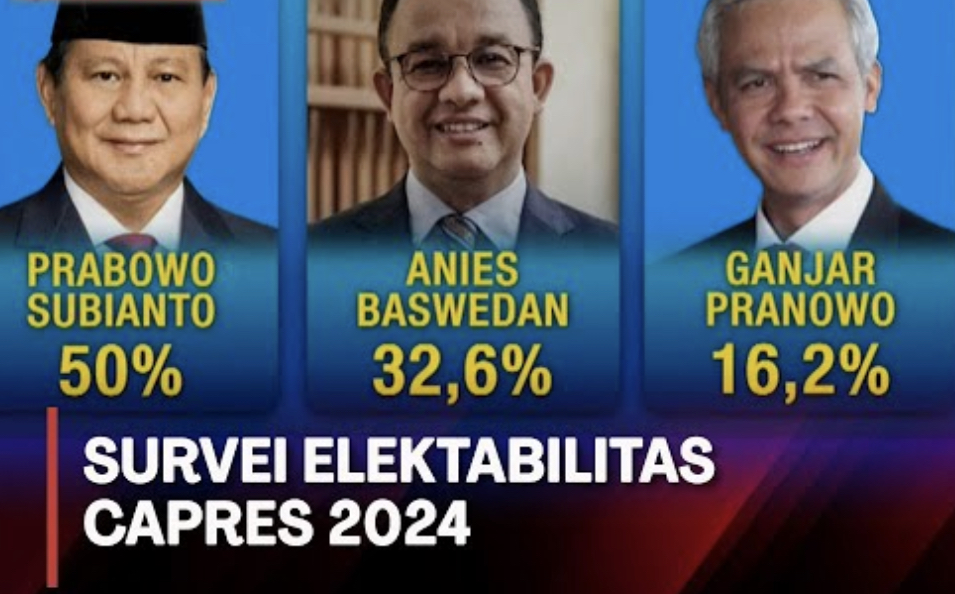 PRABOWO
SUBIANTO
50%
ANIES
BASWEDAN
32,6%
GANJAR
PRANOWO
16,2%
SURVEI ELEKTABILITAS
CAPRES 2024